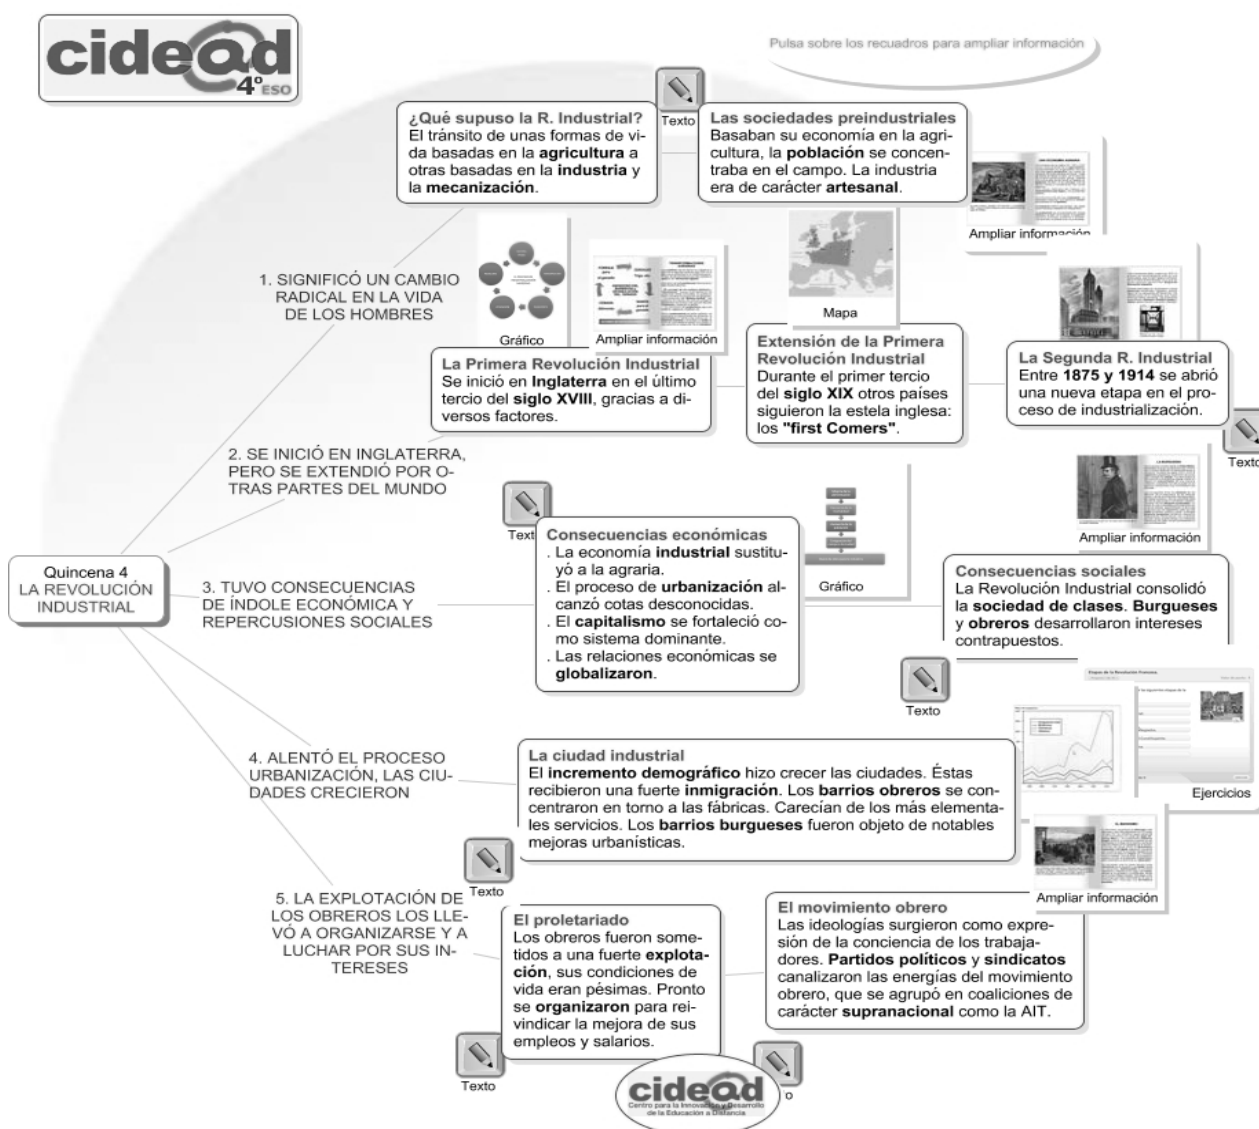 cidead
4º ESO
Pulsa sobre los recuadros para ampliar información
Texto
¿Qué supuso la R. Industrial?
El tránsito de unas formas de vi-
da basadas en la agricultura a
otras basadas en la industria y
la mecanización.
Las sociedades preindustriales
Basaban su economía en la agri-
cultura, la población se concen-
traba en el campo. La industria
era de carácter artesanal.
Ampliar información
1. SIGNIFICÓ UN CAMBIO
RADICAL EN LA VIDA
DE LOS HOMBRES
Gráfico
Ampliar información
Mapa
La Primera Revolución Industrial
Se inició en Inglaterra en el último
tercio del siglo XVIII, gracias a di-
versos factores.
Extensión de la Primera
Revolución Industrial
Durante el primer tercio
del siglo XIX otros países
siguieron la estela inglesa:
los "first Comers".
La Segunda R. Industrial
Entre 1875 y 1914 se abrió
una nueva etapa en el pro-
ceso de industrialización.
Texto
2. SE INICIÓ EN INGLATERRA,
PERO SE EXTENDIÓ POR O-
TRAS PARTES DEL MUNDO
Texto
Ampliar información
Gráfico
Quincena 4
LA REVOLUCIÓN
INDUSTRIAL
3. TUVO CONSECUENCIAS
DE ÍNDOLE ECONÓMICA Y
REPERCUSIONES SOCIALES
Consecuencias económicas
. La economía industrial sustitu-
yó a la agraria.
. El proceso de urbanización al-
canzó cotas desconocidas.
. El capitalismo se fortaleció co-
mo sistema dominante.
. Las relaciones económicas se
globalizaron.
Consecuencias sociales
La Revolución Industrial consolidó
la sociedad de clases. Burgueses
y obreros desarrollaron intereses
contrapuestos.
Texto
Ejercicios
4. ALENTÓ EL PROCESO
URBANIZACIÓN, LAS CIU-
DADES CRECIERON
La ciudad industrial
El incremento demográfico hizo crecer las ciudades. Éstas
recibieron una fuerte inmigración. Los barrios obreros se con-
centraron en torno a las fábricas. Carecían de los más elementa-
les servicios. Los barrios burgueses fueron objeto de notables
mejoras urbanísticas.
Texto
Ampliar información
5. LA EXPLOTACIÓN DE
LOS OBREROS LOS LLE-
VÓ A ORGANIZARSE Y A
LUCHAR POR SUS IN-
TERESES
El proletariado
Los obreros fueron some-
tidos a una fuerte explota-
ción, sus condiciones de
vida eran pésimas. Pronto
se organizaron para rei-
vindicar la mejora de sus
empleos y salarios.
El movimiento obrero
Las ideologías surgieron como expre-
sión de la conciencia de los trabaja-
dores. Partidos políticos y sindicatos
canalizaron las energías del movimiento
obrero, que se agrupó en coaliciones de
carácter supranacional como la AIT.
Texto
cidead
Centro para la Innovación y Desarrollo
de la Educación a Distancia